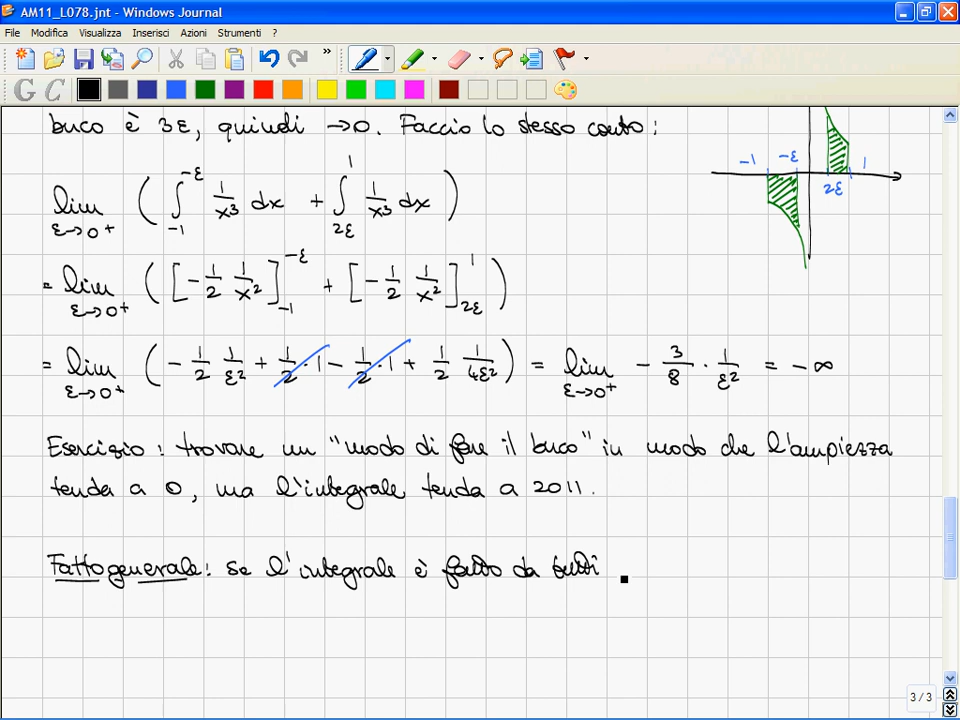 AM11_L078.jnt - Windows Journal
File Modifica Visualizza Inserisci Azioni Strumenti ?
G C
buco è 3ε, quindi →0. Faccio lo stesso conto:
-1 -ε 2ε 1
lim ε→0+ ( ∫_{-1}^{-ε} 1/x³ dx + ∫_{2ε}^{1} 1/x³ dx )
= lim ε→0+ ( [ -1/2 1/x² ]_{-1}^{-ε} + [ -1/2 1/x² ]_{2ε}^{1} )
= lim ε→0+ ( -1/2 1/ε² + 1/2·1 - 1/2·1 + 1/2 1/4ε² ) = lim ε→0+ -3/8 · 1/ε² = -∞
Esercizio: trovare un "modo di fare il buco" in modo che l'ampiezza
tenda a 0, ma l'integrale tenda a 2011.
Fatto generale: se l'integrale è fatto da tutti
3 / 3